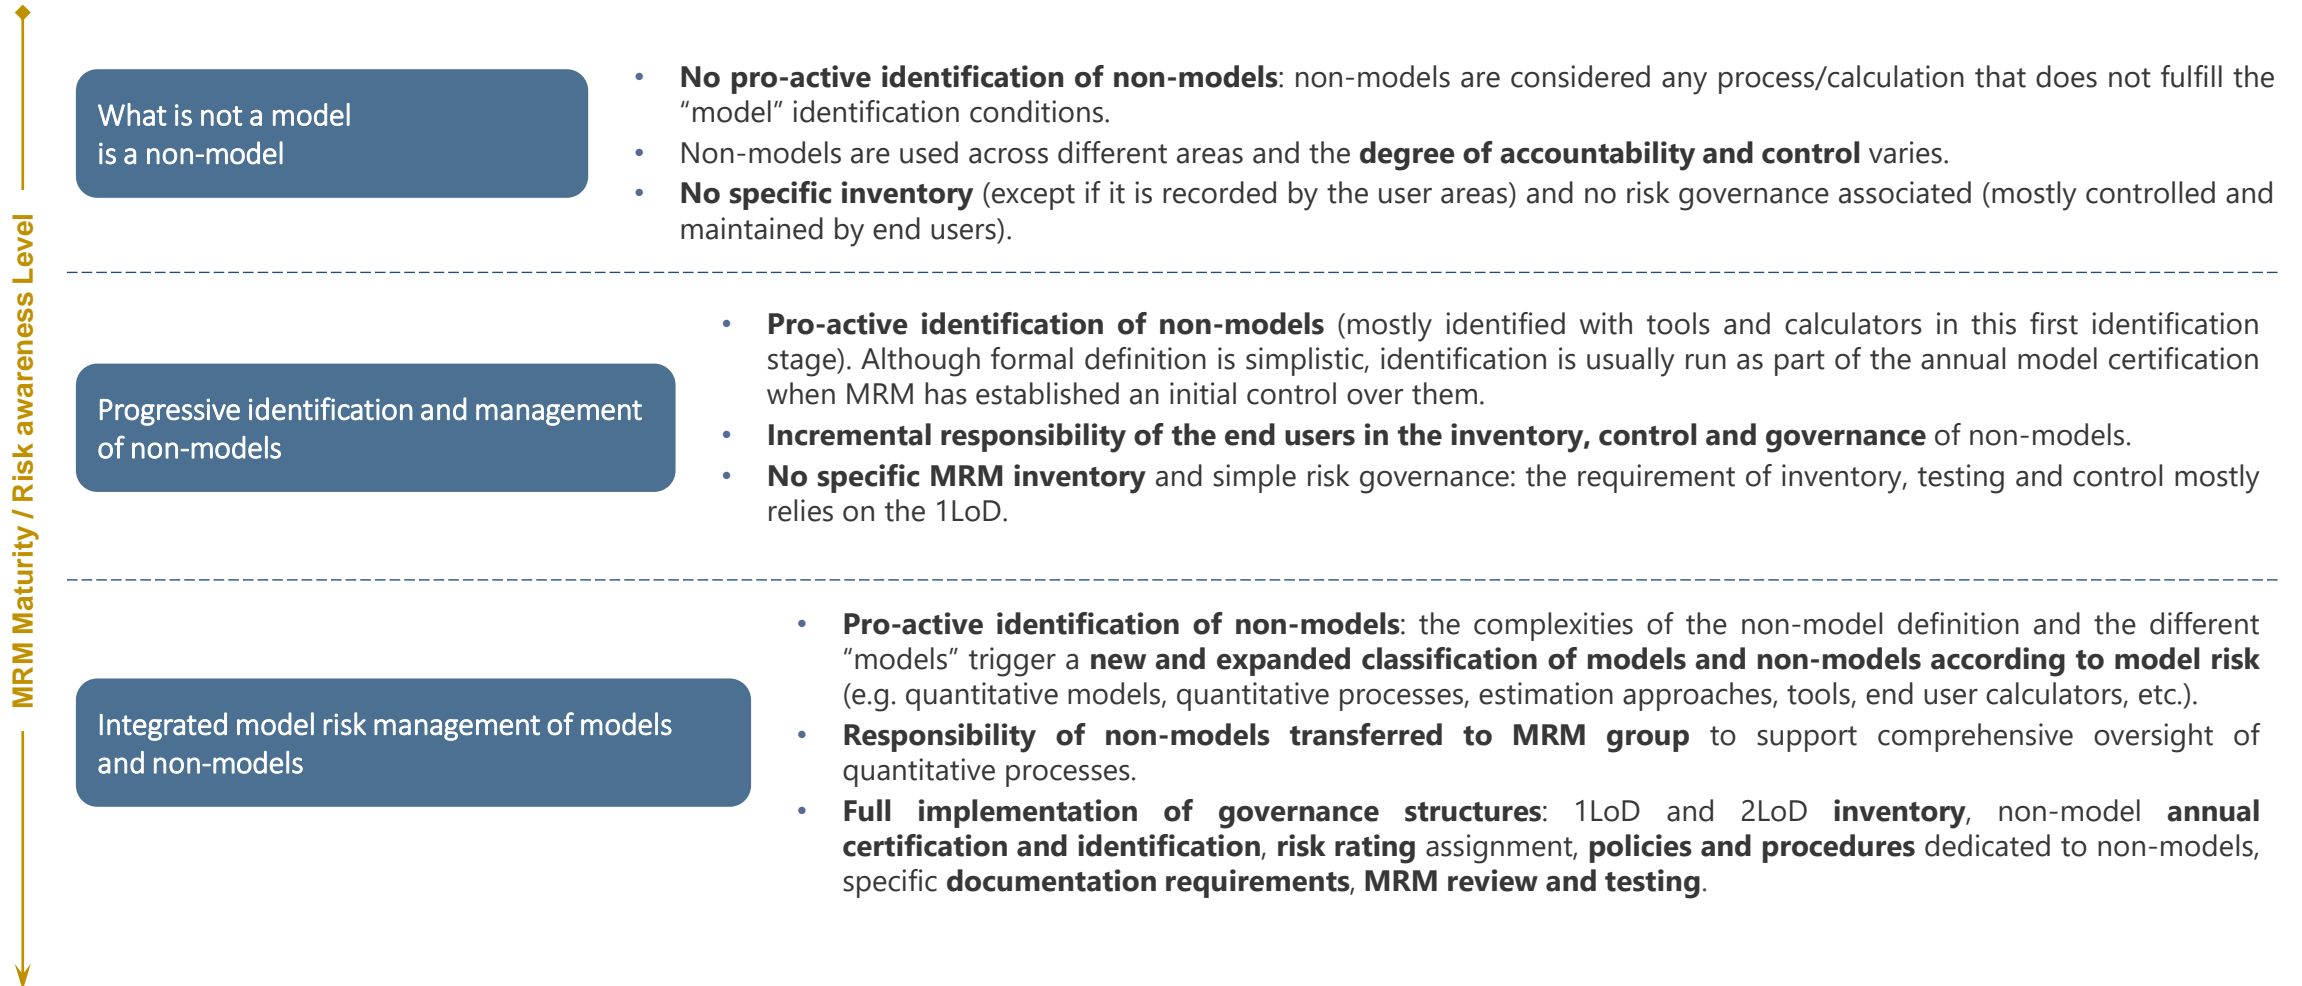 MRM Maturity / Risk awareness Level
What is not a model
is a non-model
• No pro-active identification of non-models: non-models are considered any process/calculation that does not fulfill the
“model” identification conditions.
• Non-models are used across different areas and the degree of accountability and control varies.
• No specific inventory (except if it is recorded by the user areas) and no risk governance associated (mostly controlled and
maintained by end users).
Progressive identification and management
of non-models
• Pro-active identification of non-models (mostly identified with tools and calculators in this first identification
stage). Although formal definition is simplistic, identification is usually run as part of the annual model certification
when MRM has established an initial control over them.
• Incremental responsibility of the end users in the inventory, control and governance of non-models.
• No specific MRM inventory and simple risk governance: the requirement of inventory, testing and control mostly
relies on the 1LoD.
Integrated model risk management of models
and non-models
• Pro-active identification of non-models: the complexities of the non-model definition and the different
“models” trigger a new and expanded classification of models and non-models according to model risk
(e.g. quantitative models, quantitative processes, estimation approaches, tools, end user calculators, etc.).
• Responsibility of non-models transferred to MRM group to support comprehensive oversight of
quantitative processes.
• Full implementation of governance structures: 1LoD and 2LoD inventory, non-model annual
certification and identification, risk rating assignment, policies and procedures dedicated to non-models,
specific documentation requirements, MRM review and testing.